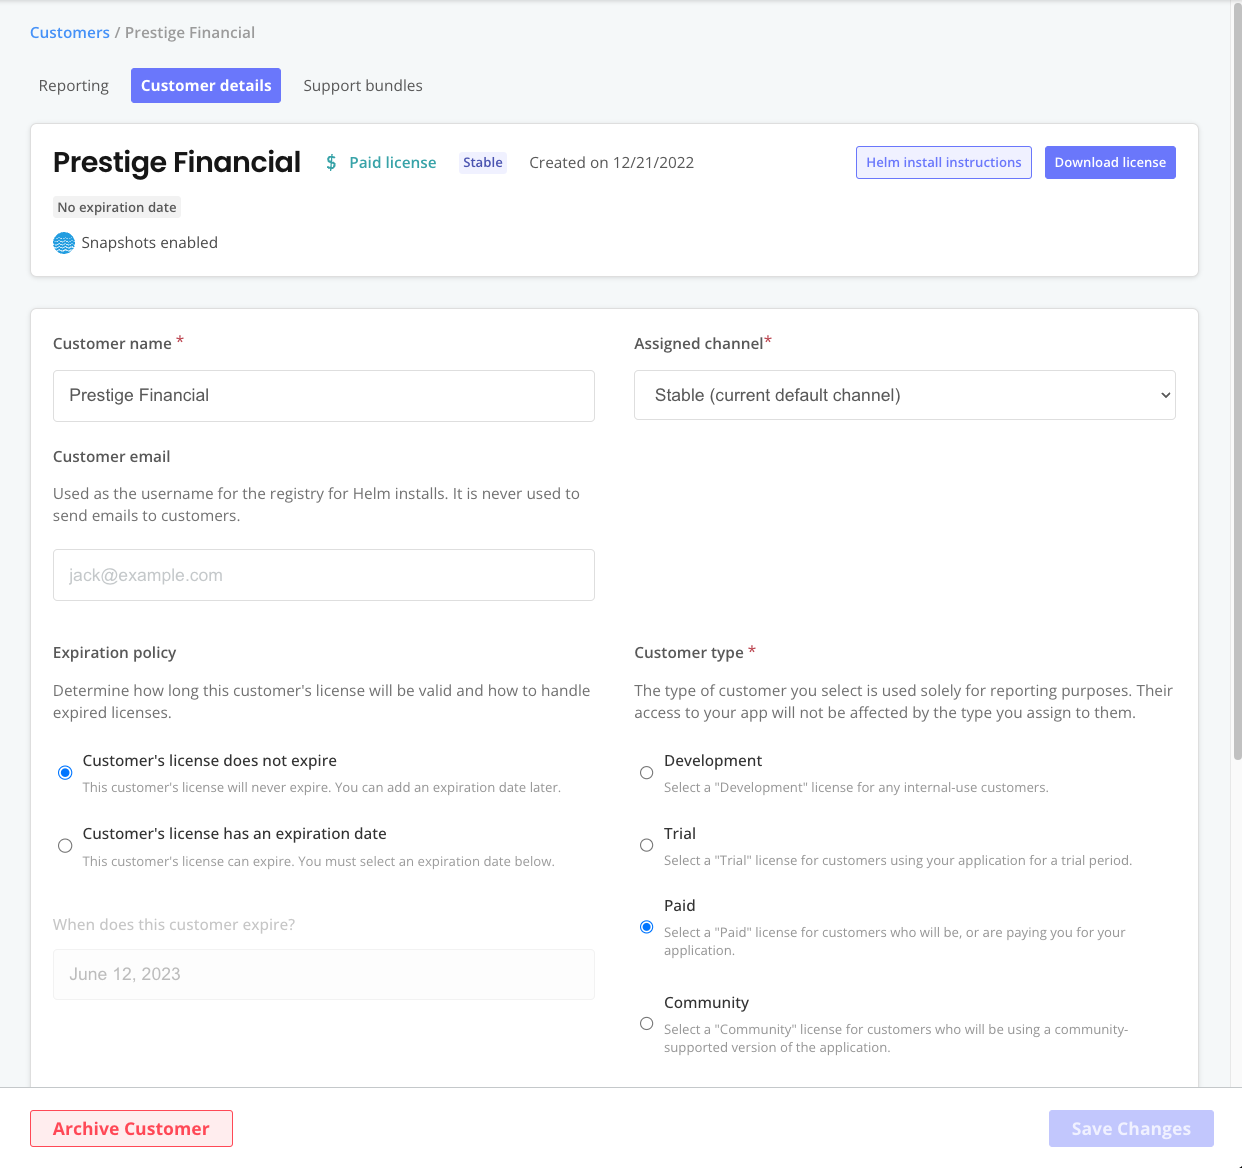 Customers / Prestige Financial
Reporting
Customer details
Support bundles
Prestige Financial
$ Paid license
Stable
Created on 12/21/2022
Helm install instructions
Download license
No expiration date
Snapshots enabled
Customer name *
Prestige Financial
Assigned channel*
Stable (current default channel)
Customer email
Used as the username for the registry for Helm installs. It is never used to
send emails to customers.
jack@example.com
Expiration policy
Determine how long this customer's license will be valid and how to handle
expired licenses.
Customer's license does not expire
This customer's license will never expire. You can add an expiration date later.
Customer's license has an expiration date
This customer's license can expire. You must select an expiration date below.
When does this customer expire?
June 12, 2023
Customer type *
The type of customer you select is used solely for reporting purposes. Their
access to your app will not be affected by the type you assign to them.
Development
Select a "Development" license for any internal-use customers.
Trial
Select a "Trial" license for customers using your application for a trial period.
Paid
Select a "Paid" license for customers who will be, or are paying you for your
application.
Community
Select a "Community" license for customers who will be using a community-
supported version of the application.
Archive Customer
Save Changes